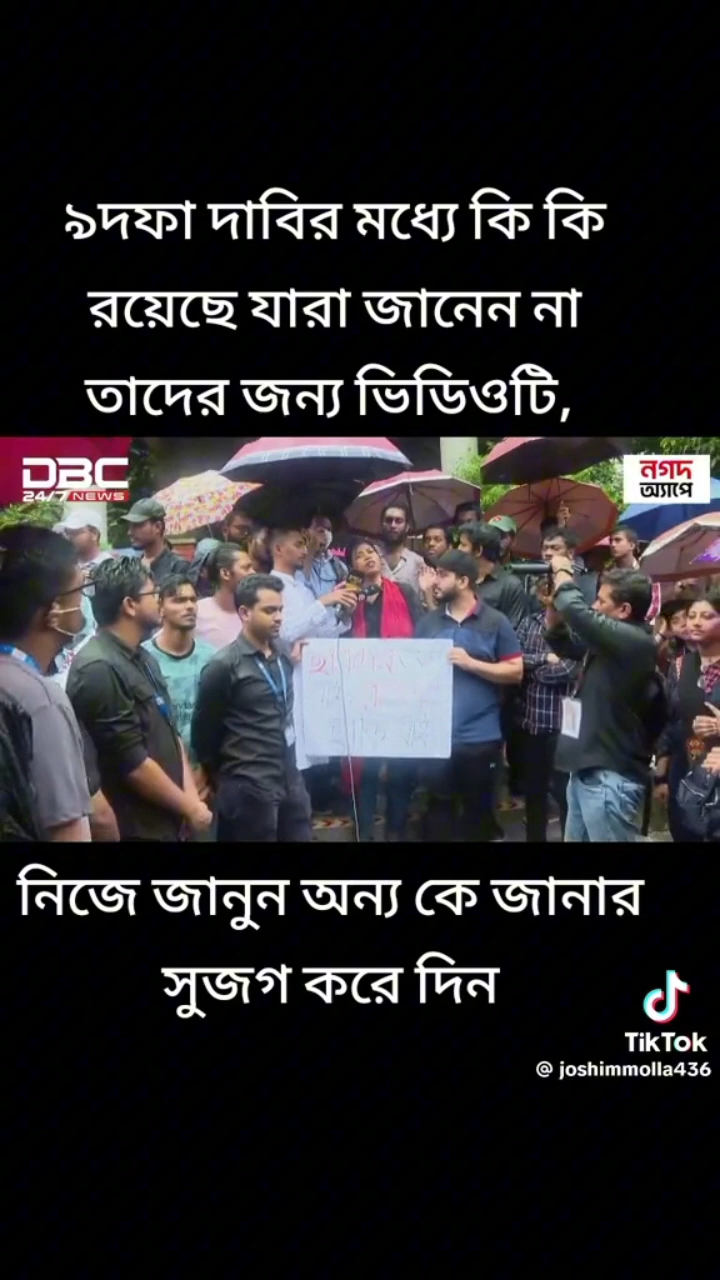 ৯দফা দাবির মধ্যে কি কি
রয়েছে যারা জানেন না
তাদের জন্য ভিডিওটি,
DBC
24/7 NEWS
নগদ
অ্যাপে
নিজে জানুন অন্য কে জানার
সুজগ করে দিন
TikTok
@ joshimmolla436